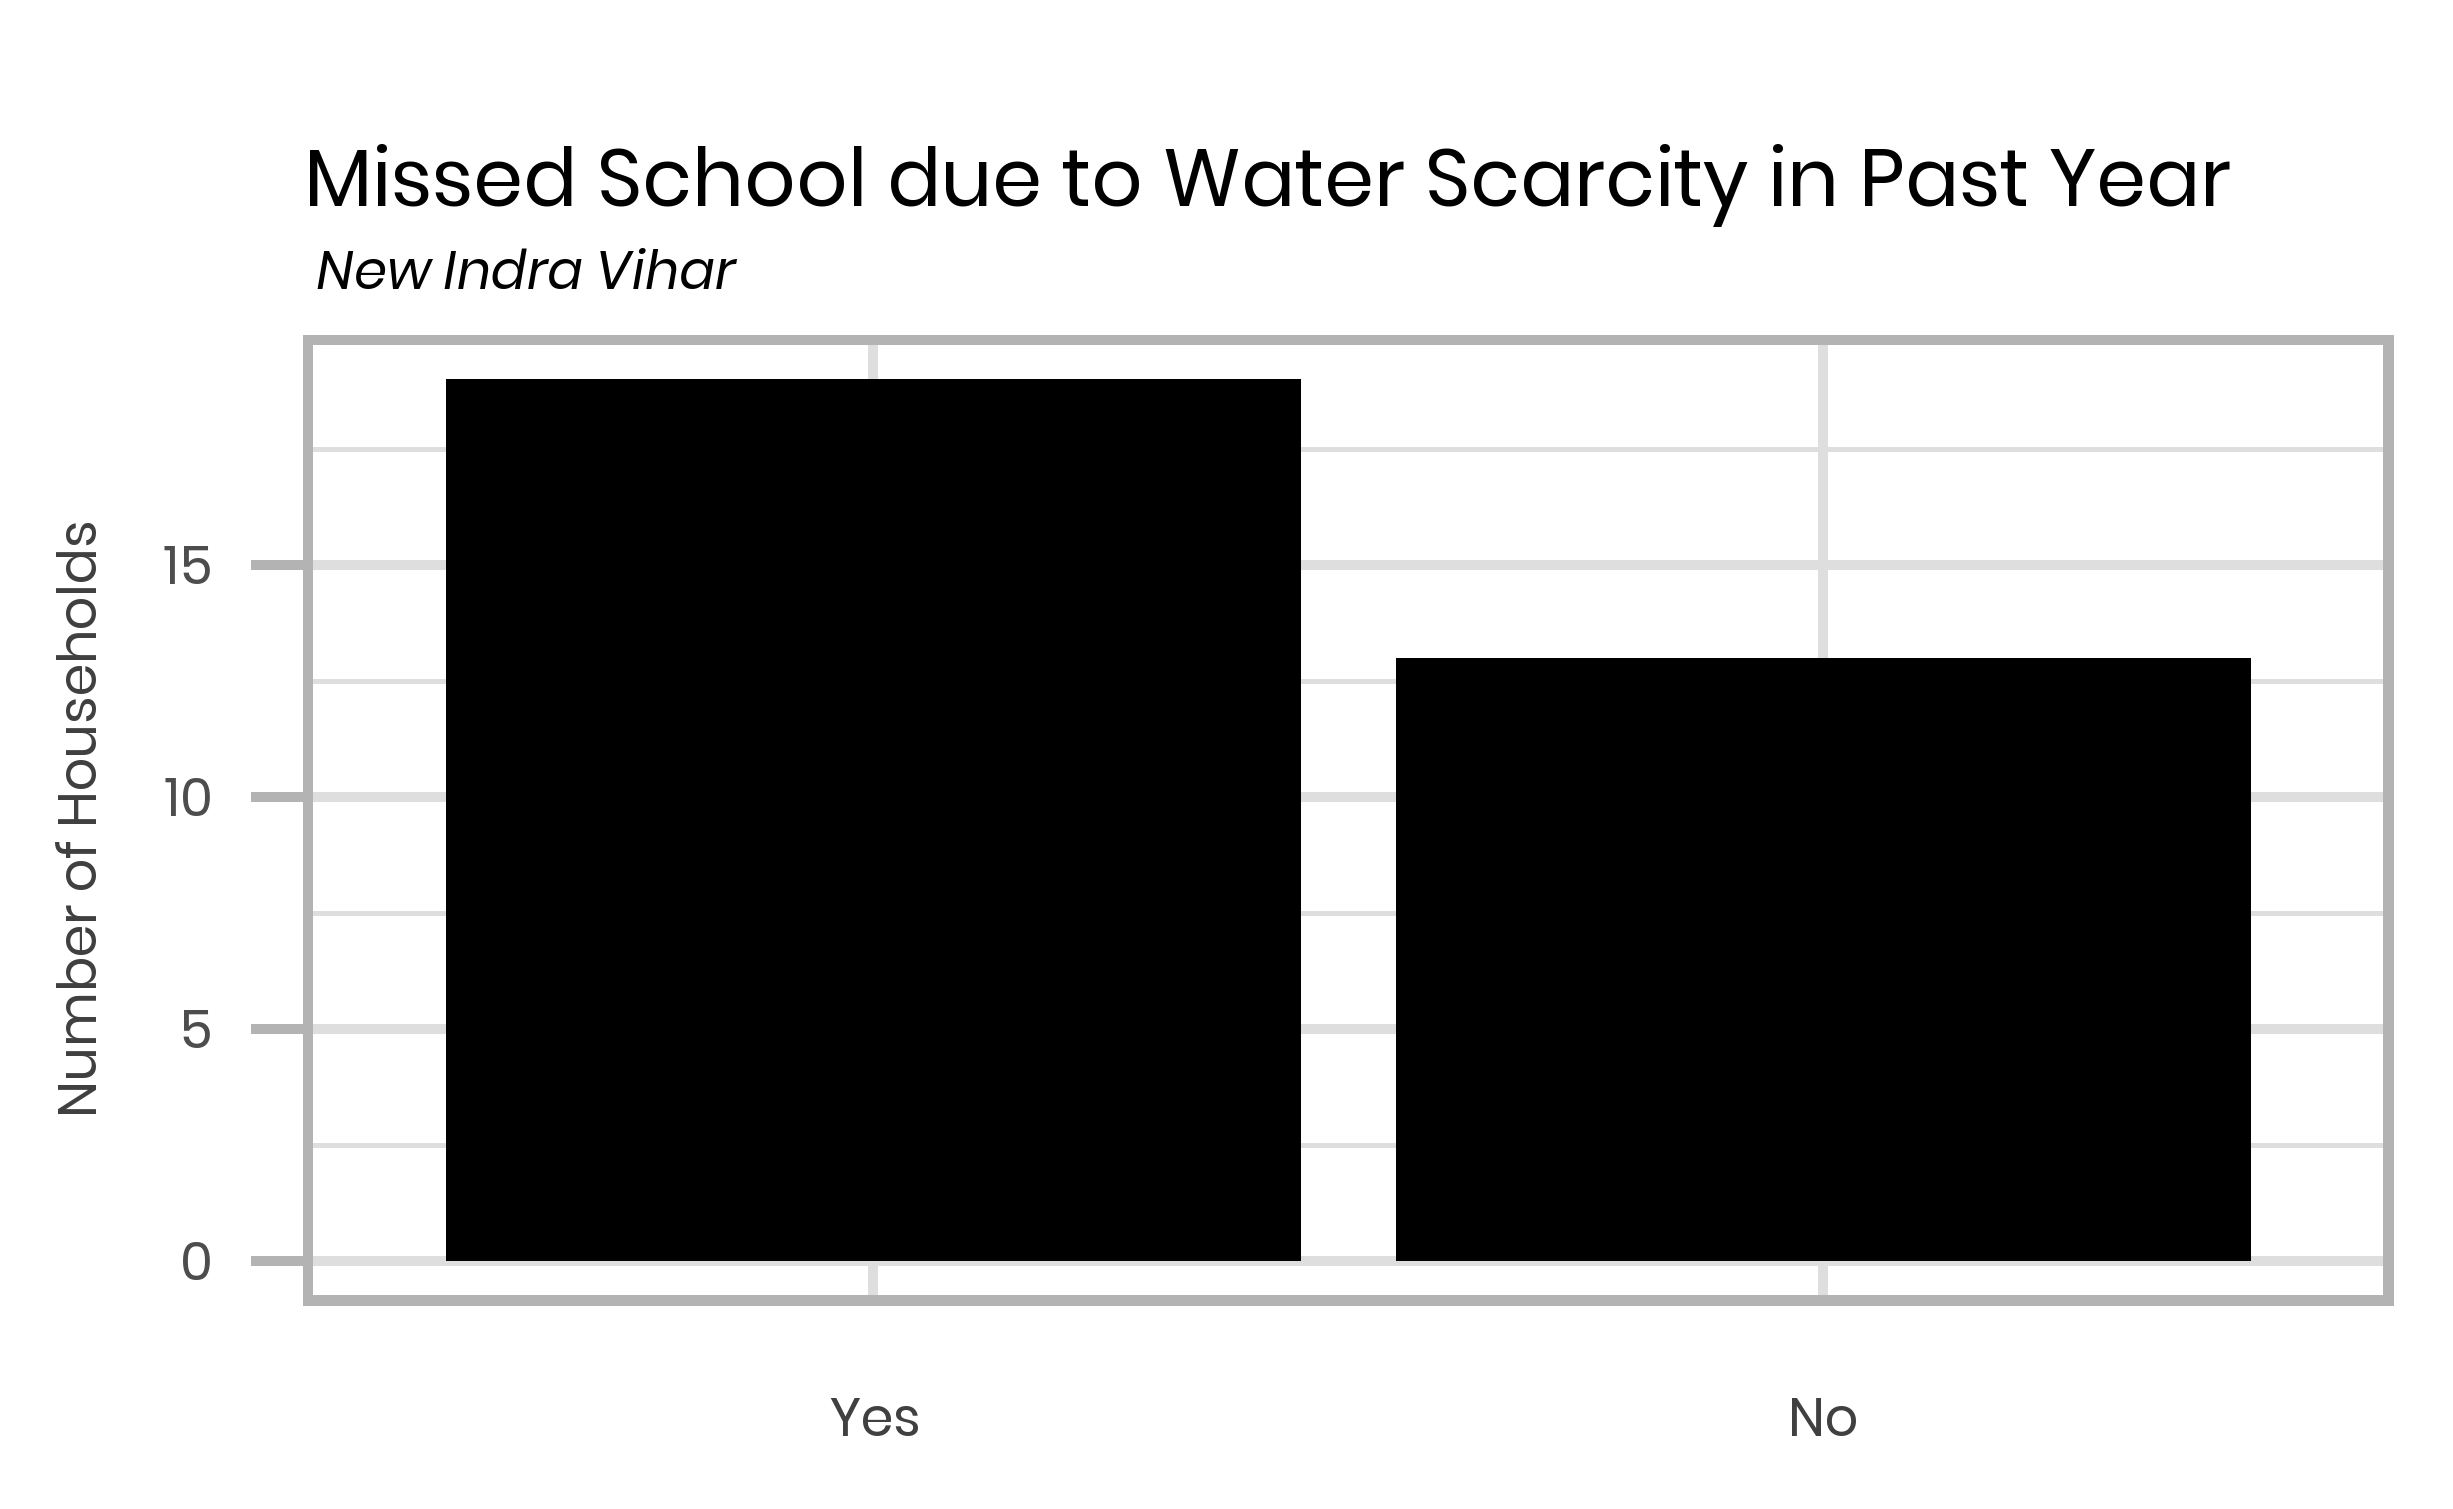 Missed School due to Water Scarcity in Past Year
New Indra Vihar
Number of Households
15
10
5
0
Yes
No